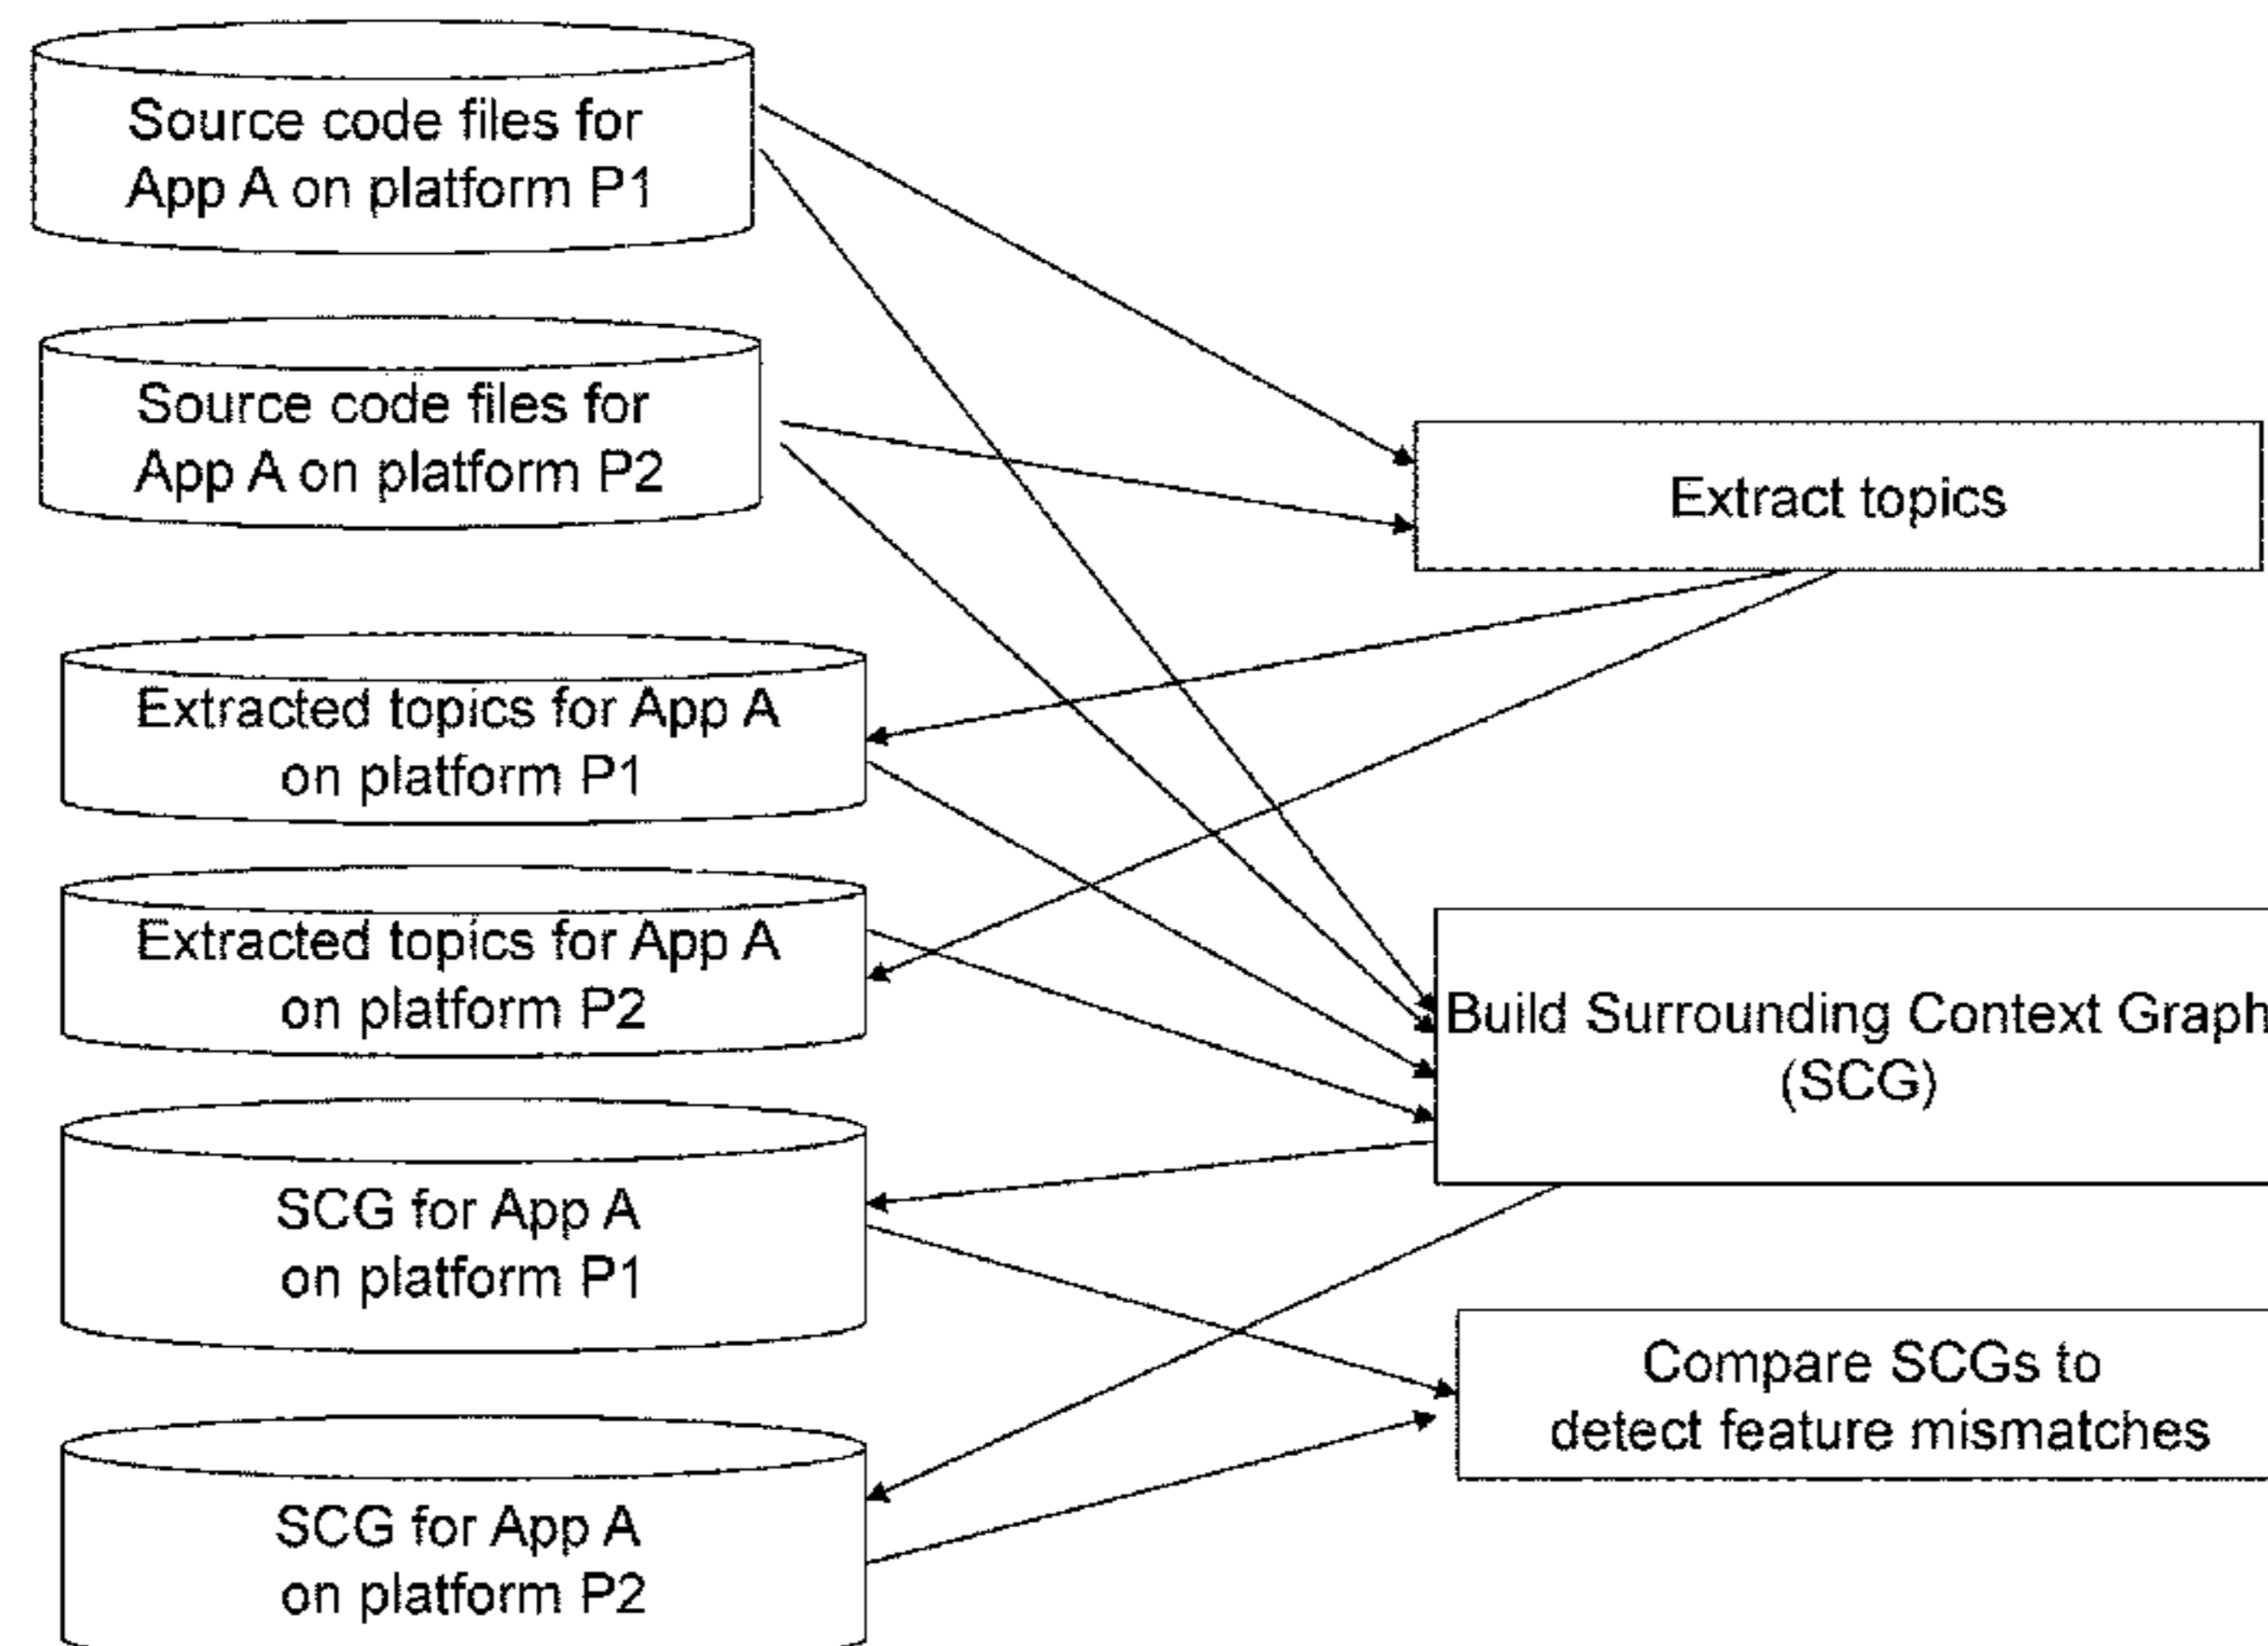 Source code files for
App A on platform P1
Source code files for
App A on platform P2
Extract topics
Extracted topics for App A
on platform P1
Extracted topics for App A
on platform P2
Build Surrounding Context Graph
(SCG)
SCG for App A
on platform P1
Compare SCGs to
detect feature mismatches
SCG for App A
on platform P2